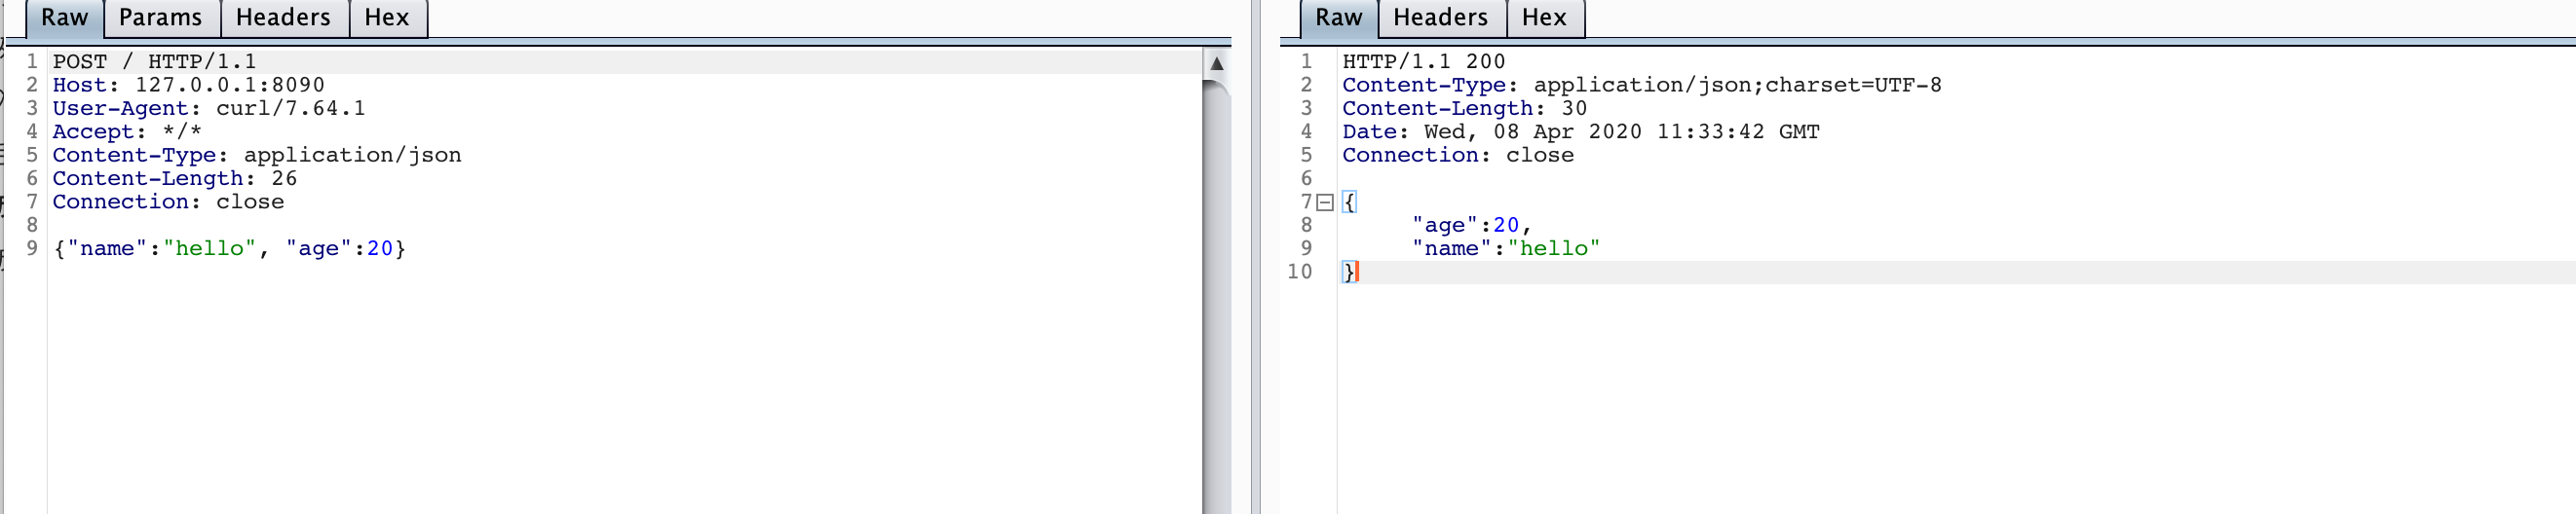 Raw Params Headers Hex
1 POST / HTTP/1.1
2 Host: 127.0.0.1:8090
3 User-Agent: curl/7.64.1
4 Accept: */*
5 Content-Type: application/json
6 Content-Length: 26
7 Connection: close
8
9 {"name":"hello", "age":20}
Raw Headers Hex
1 HTTP/1.1 200
2 Content-Type: application/json;charset=UTF-8
3 Content-Length: 30
4 Date: Wed, 08 Apr 2020 11:33:42 GMT
5 Connection: close
6
7 {
8 "age":20,
9 "name":"hello"
10 }